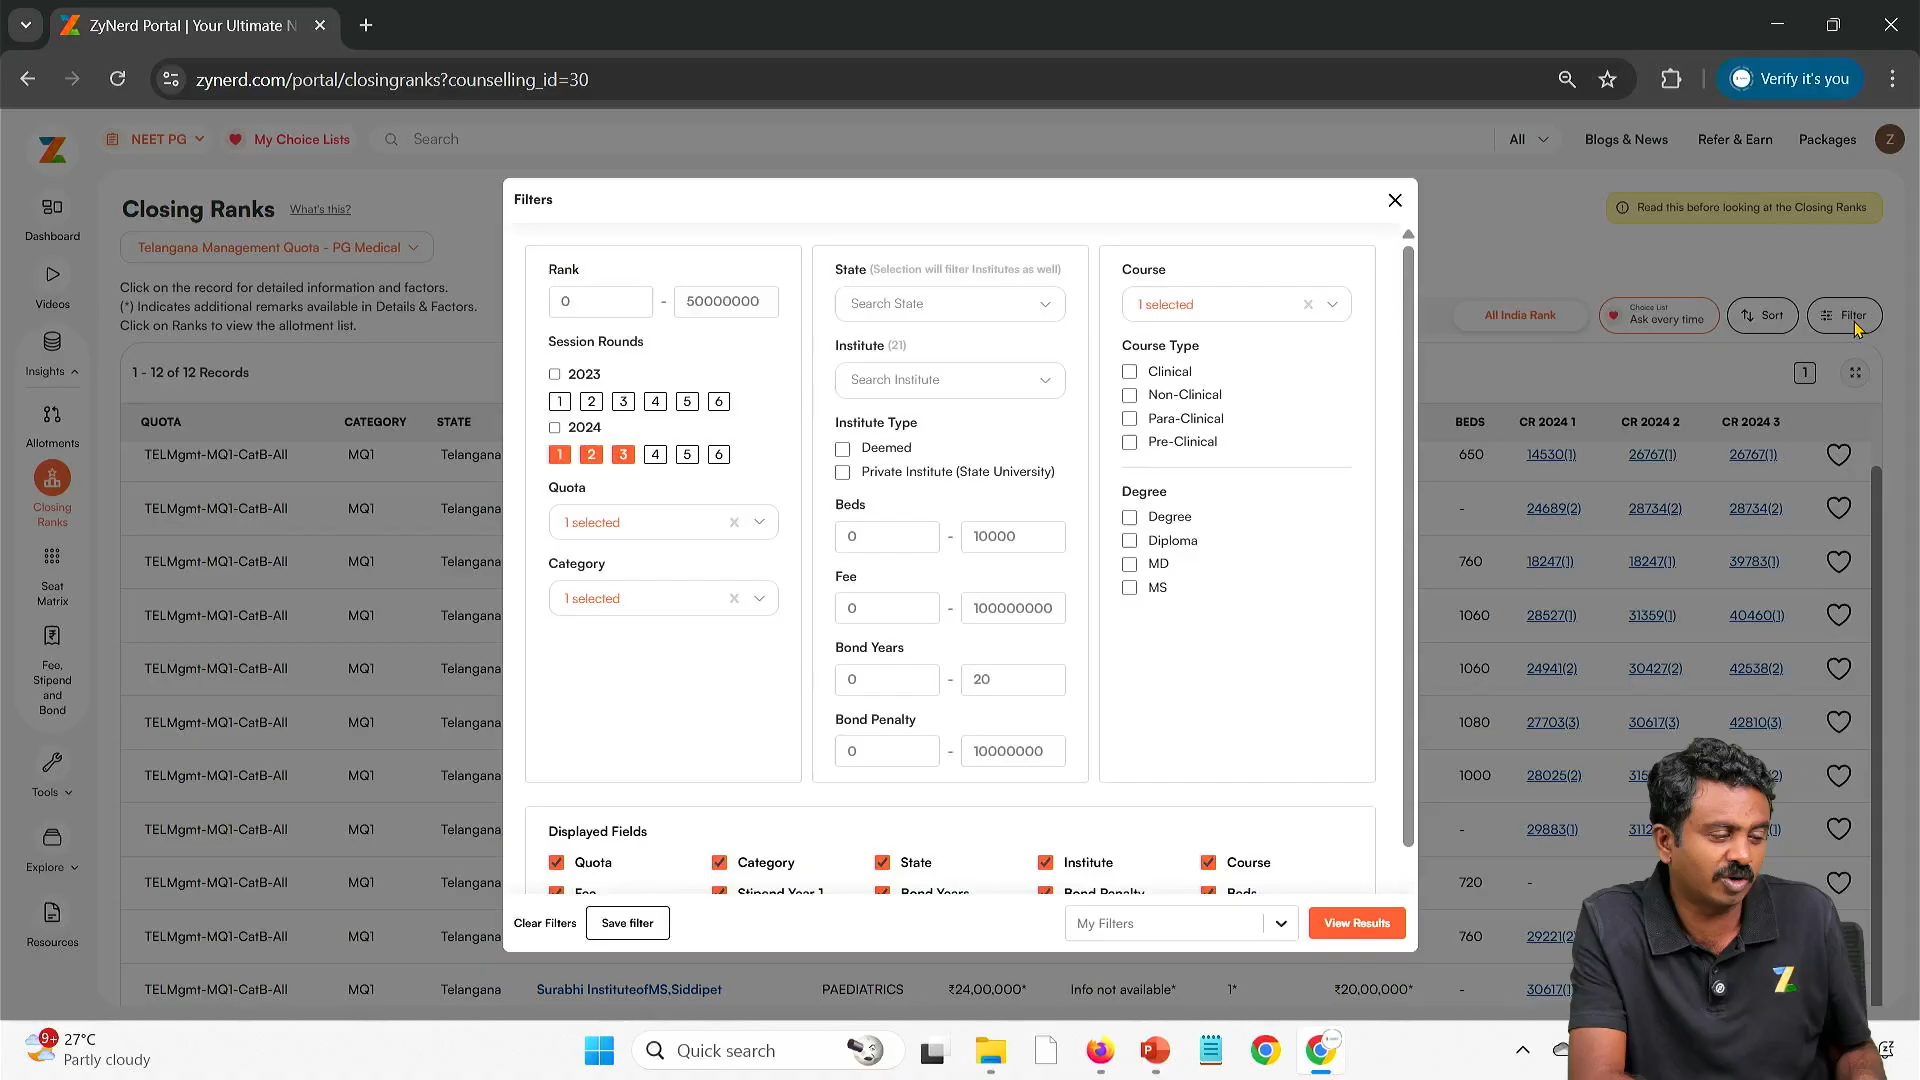 ZyNerd Portal | Your Ultimate N
zynerd.com/portal/closingranks?counselling_id=30
Verify it's you
NEET PG
My Choice Lists
Search
All
Blogs & News
Refer & Earn
Packages
Z
Dashboard
Videos
Insights
Allotments
Closing
Ranks
Seat
Matrix
Fee,
Stipend
and
Bond
Tools
Explore
Resources
Closing Ranks
What's this?
Read this before looking at the Closing Ranks
Telangana Management Quota - PG Medical
Click on the record for detailed information and factors.
(*) Indicates additional remarks available in Details & Factors.
Click on Ranks to view the allotment list.
All India Rank
Choice List
Ask every time
Sort
Filter
1 - 12 of 12 Records
1
QUOTA CATEGORY STATE BEDS CR 2024 1 CR 2024 2 CR 2024 3
TELMgmt-MQ1-CatB-All MQ1 Telangana 650 14530(1) 26767(1) 26767(1)
TELMgmt-MQ1-CatB-All MQ1 Telangana - 24689(2) 28734(2) 28734(2)
TELMgmt-MQ1-CatB-All MQ1 Telangana 760 18247(1) 18247(1) 39783(1)
TELMgmt-MQ1-CatB-All MQ1 Telangana 1060 28527(1) 31359(1) 40460(1)
TELMgmt-MQ1-CatB-All MQ1 Telangana 1060 24941(2) 30427(2) 42538(2)
TELMgmt-MQ1-CatB-All MQ1 Telangana 1080 27703(3) 30617(3) 42810(3)
TELMgmt-MQ1-CatB-All MQ1 Telangana 1000 28025(2)
TELMgmt-MQ1-CatB-All MQ1 Telangana - 29883(1)
TELMgmt-MQ1-CatB-All MQ1 Telangana 720 -
TELMgmt-MQ1-CatB-All MQ1 Telangana 760 29221(2)
TELMgmt-MQ1-CatB-All MQ1 Telangana Surabhi InstituteofMS,Siddipet PAEDIATRICS ₹24,00,000* Info not available* 1* ₹20,00,000* - 30617(1)
Filters
Rank
0 - 50000000
Session Rounds
2023
1 2 3 4 5 6
2024
1 2 3 4 5 6
Quota
1 selected
Category
1 selected
State (Selection will filter Institutes as well)
Search State
Institute (21)
Search Institute
Institute Type
Deemed
Private Institute (State University)
Beds
0 - 10000
Fee
0 - 100000000
Bond Years
0 - 20
Bond Penalty
0 - 10000000
Course
1 selected
Course Type
Clinical
Non-Clinical
Para-Clinical
Pre-Clinical
Degree
Degree
Diploma
MD
MS
Displayed Fields
Quota Category State Institute Course
Fee Stipend Year 1 Bond Years Bond Penalty Beds
Clear Filters
Save filter
My Filters
View Results
9+
27°C
Partly cloudy
Quick search